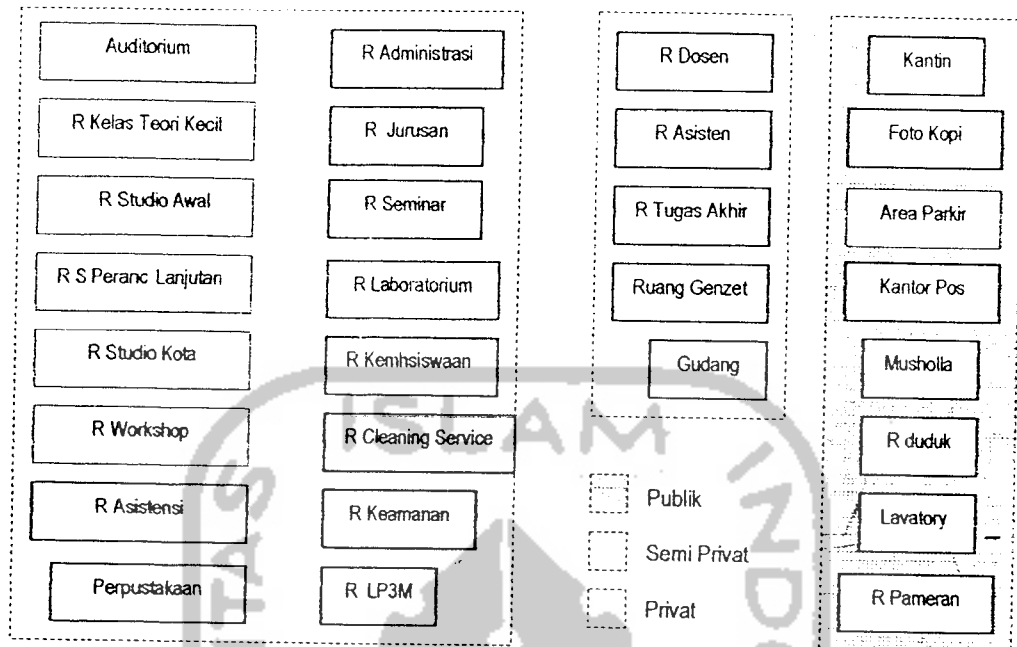 Auditorium
R Kelas Teori Kecil
R Studio Awal
R S Peranc Lanjutan
R Studio Kota
R Workshop
R Asistensi
Perpustakaan
R Administrasi
R Jurusan
R Seminar
R Laboratorium
R Kemhsiswaan
R Cleaning Service
R Keamanan
R LP3M
R Dosen
R Asisten
R Tugas Akhir
Ruang Genzet
Gudang
Publik
Semi Privat
Privat
Kantin
Foto Kopi
Area Parkir
Kantor Pos
Musholla
R duduk
Lavatory
R Pameran
ISLAM